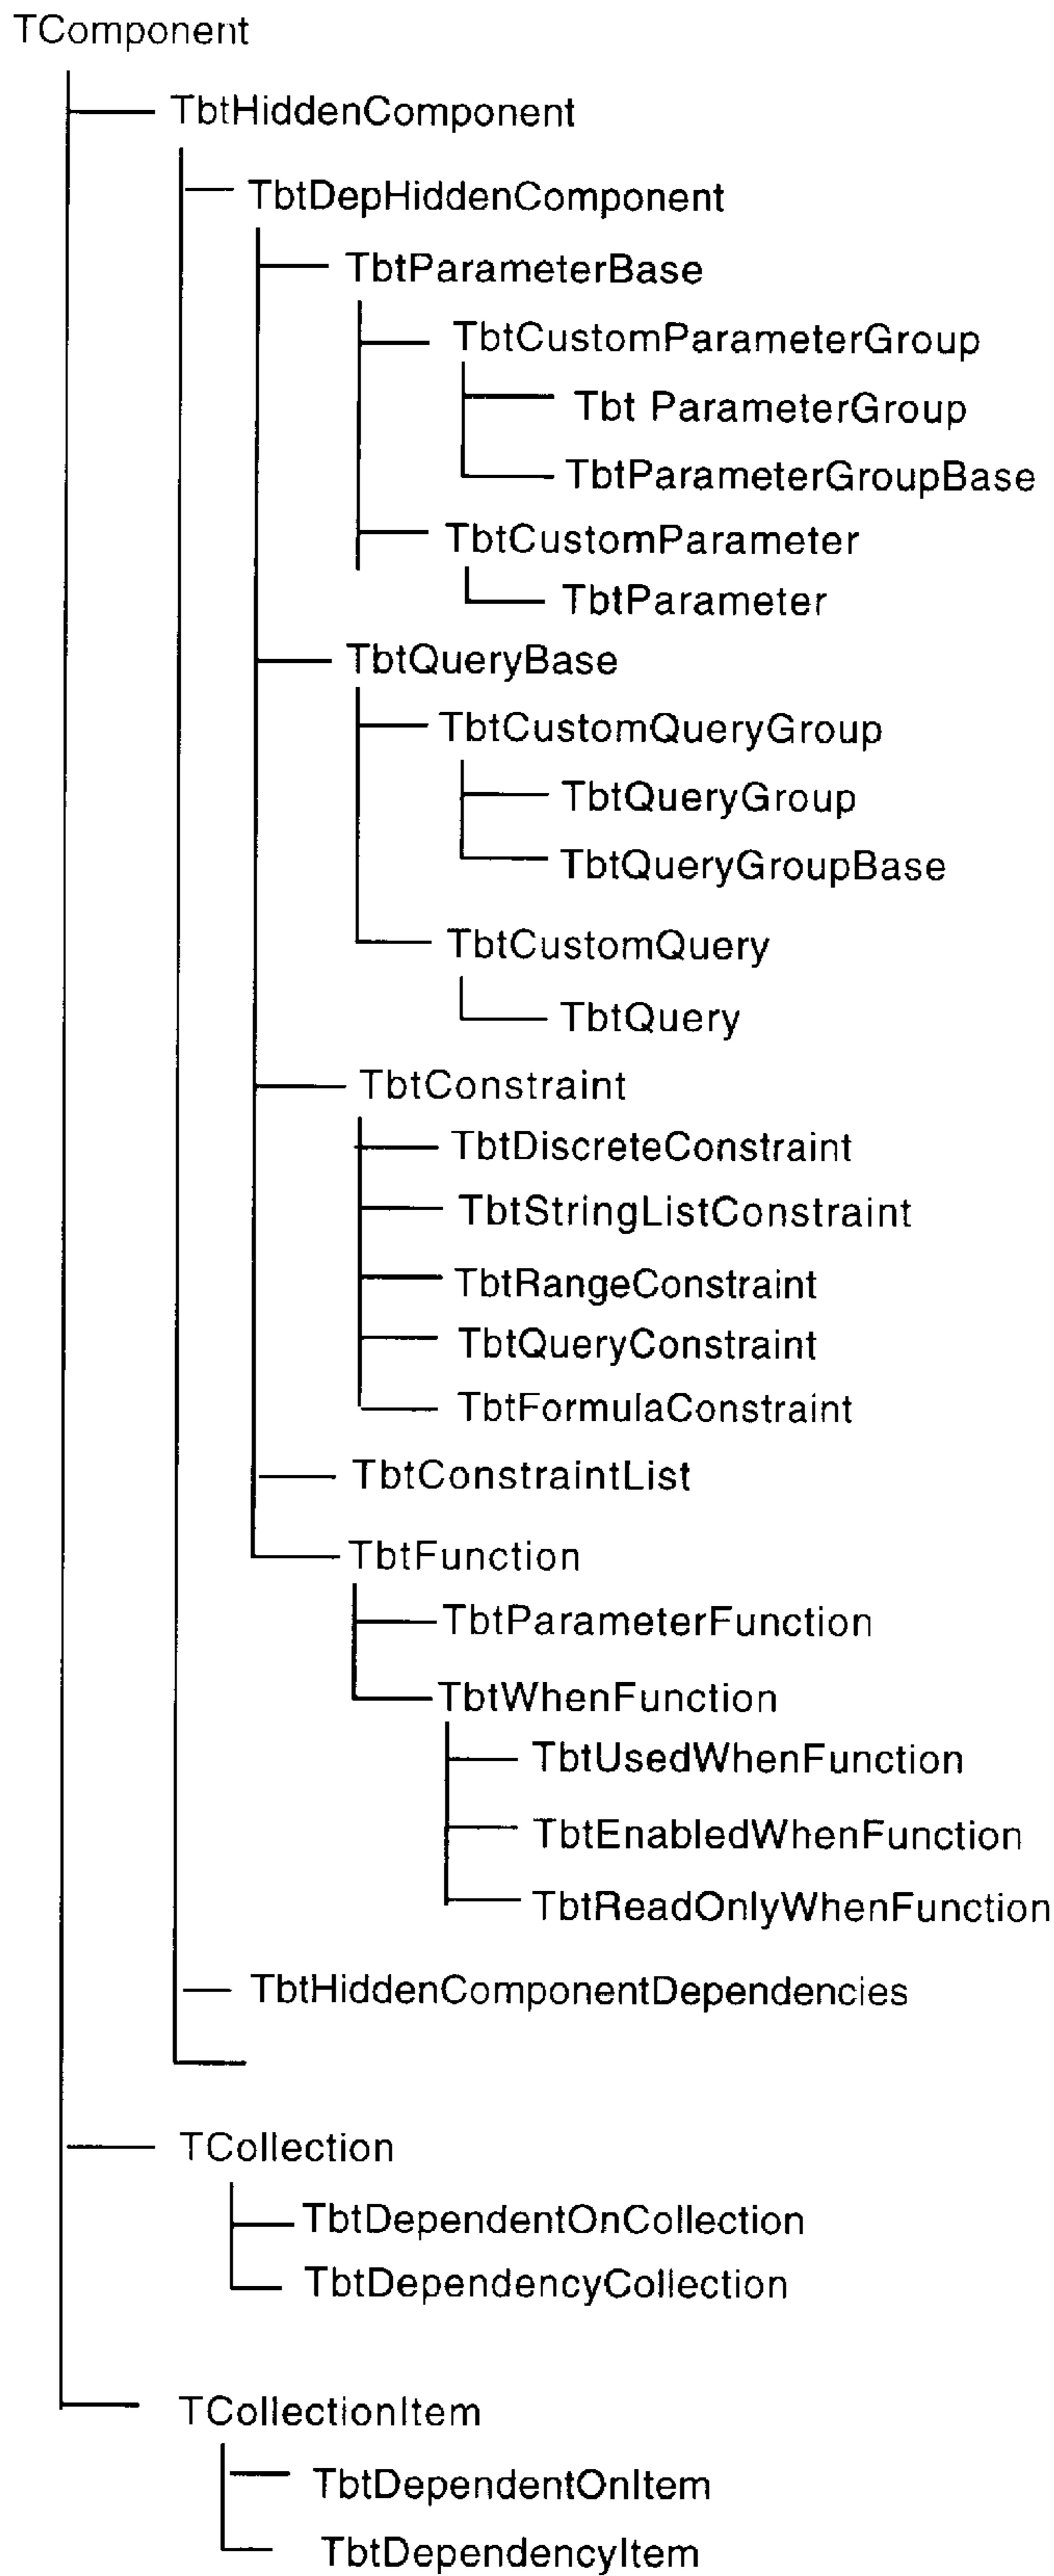 TComponent
TbtHiddenComponent
TbtDepHiddenComponent
TbtParameterBase
TbtCustomParameterGroup
Tbt ParameterGroup
TbtParameterGroupBase
TbtCustomParameter
TbtParameter
TbtQueryBase
TbtCustomQueryGroup
TbtQueryGroup
TbtQueryGroupBase
TbtCustomQuery
TbtQuery
TbtConstraint
TbtDiscreteConstraint
TbtStringListConstraint
TbtRangeConstraint
TbtQueryConstraint
TbtFormulaConstraint
TbtConstraintList
TbtFunction
TbtParameterFunction
TbtWhenFunction
TbtUsedWhenFunction
TbtEnabledWhenFunction
TbtReadOnlyWhenFunction
TbtHiddenComponentDependencies
TCollection
TbtDependentOnCollection
TbtDependencyCollection
TCollectionItem
TbtDependentOnItem
TbtDependencyItem